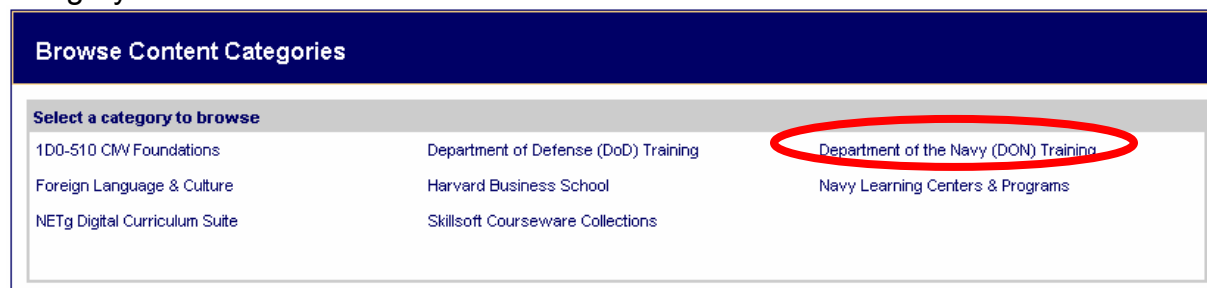 Browse Content Categories
Select a category to browse
1D0-510 CIW Foundations Department of Defense (DoD) Training Department of the Navy (DON) Training
Foreign Language & Culture Harvard Business School Navy Learning Centers & Programs
NETg Digital Curriculum Suite Skillsoft Courseware Collections